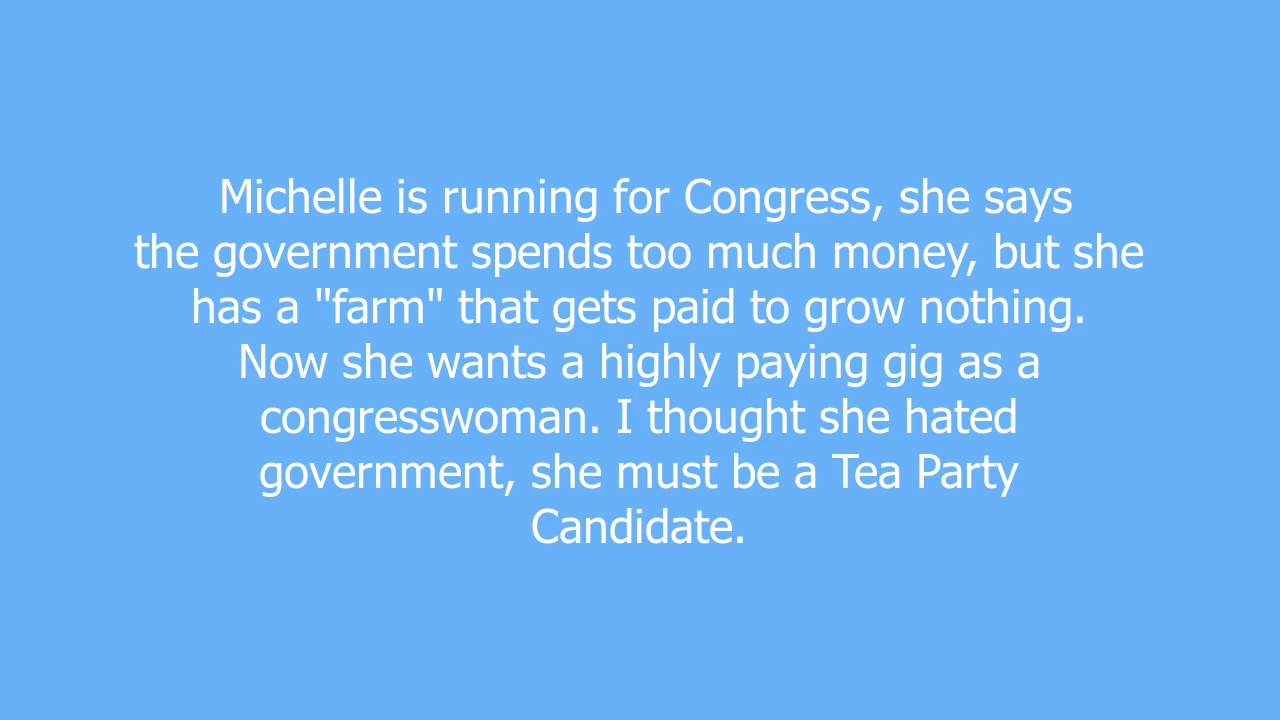 Michelle is running for Congress, she says
the government spends too much money, but she
has a "farm" that gets paid to grow nothing.
Now she wants a highly paying gig as a
congresswoman. I thought she hated
government, she must be a Tea Party
Candidate.